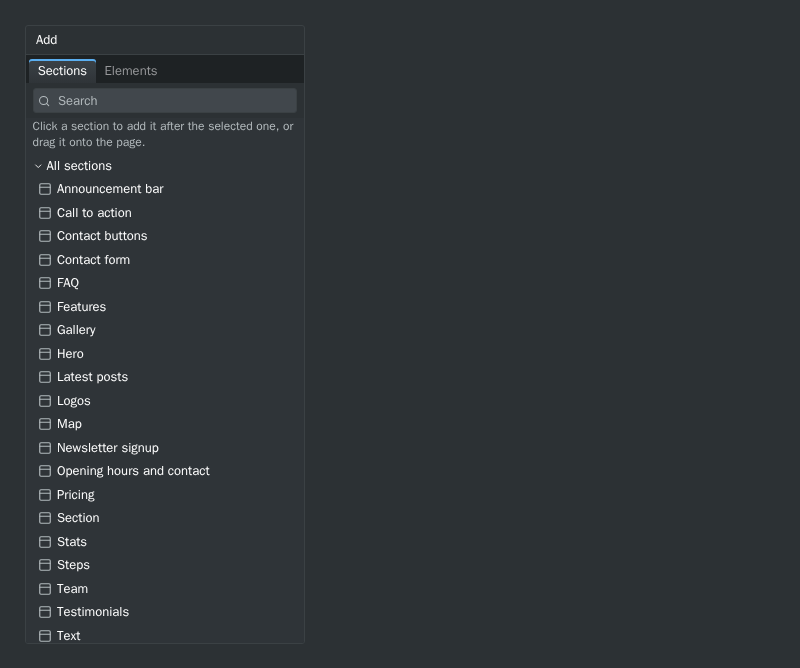 Add
Sections Elements
Search
Click a section to add it after the selected one, or
drag it onto the page.
All sections
Announcement bar
Call to action
Contact buttons
Contact form
FAQ
Features
Gallery
Hero
Latest posts
Logos
Map
Newsletter signup
Opening hours and contact
Pricing
Section
Stats
Steps
Team
Testimonials
Text